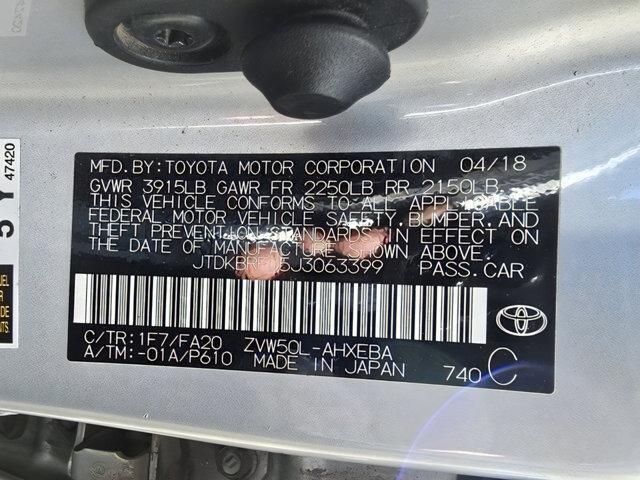 MFD.BY:TOYOTA MOTOR CORPORATION 04/18
GVWR 3915LB GAWR FR 2250LB RR 2150LB
THIS VEHICLE CONFORMS TO ALL APPLICABLE
FEDERAL MOTOR VEHICLE SAFETY, BUMPER, AND
THEFT PREVENTION STANDARDS IN EFFECT ON
THE DATE OF MANUFACTURE SHOWN ABOVE.
PASS.CAR
C/TR:1F7/FA20 ZVW50L-AHXEBA
A/TM:-01A/P610 MADE IN JAPAN 740 C
47420
5 Y